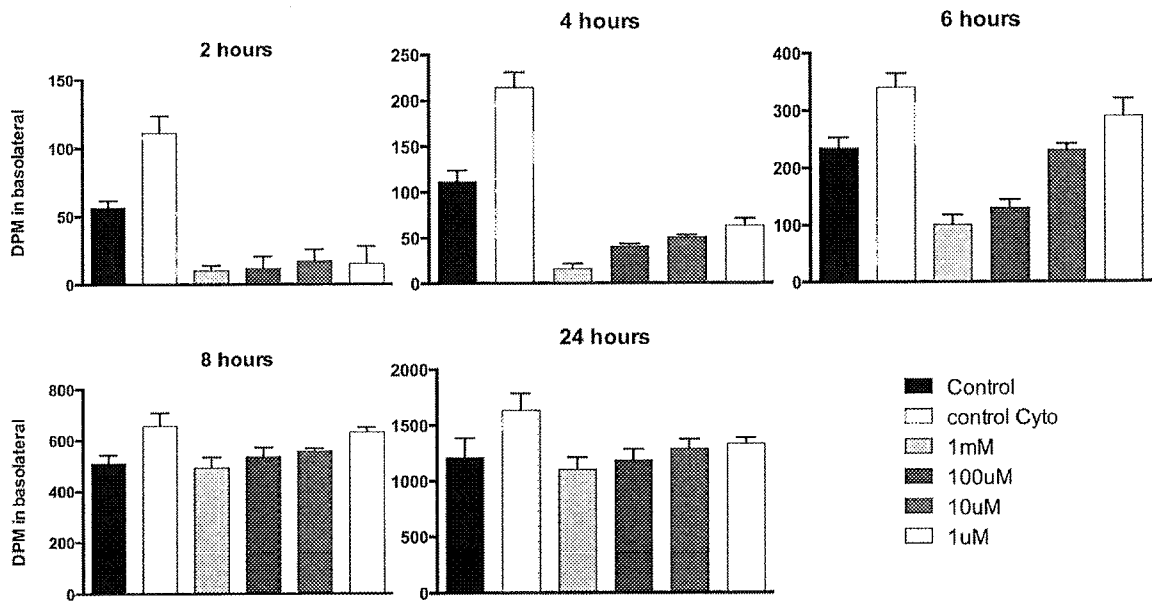 2 hours
DPM in basolateral
150
100
50
0
4 hours
250
200
150
100
50
0
6 hours
400
300
200
100
0
8 hours
DPM in basolateral
800
600
400
200
0
24 hours
2000
1500
1000
500
0
Control
control Cyto
1mM
100uM
10uM
1uM